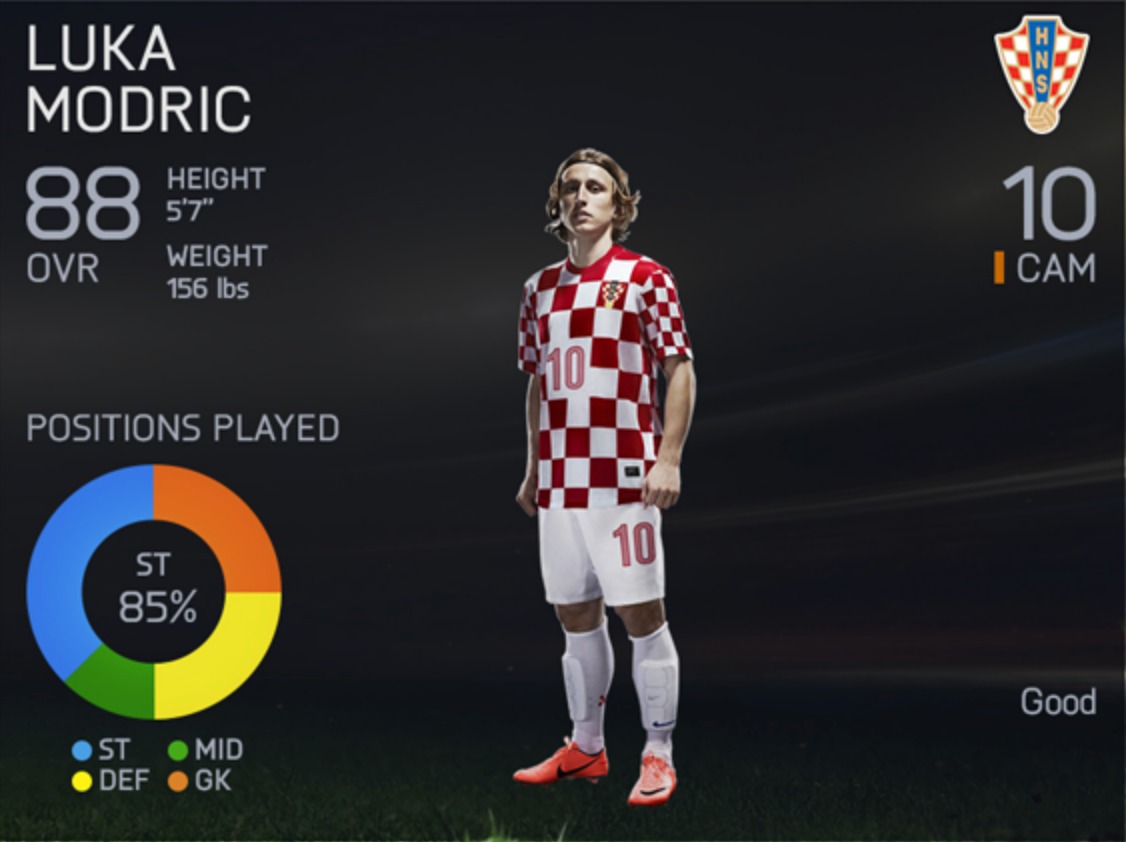 LUKA
MODRIC
88
OVR
HEIGHT
5'7"
WEIGHT
156 lbs
HNS
10
CAM
10
10
POSITIONS PLAYED
ST
85%
ST
MID
DEF
GK
Good